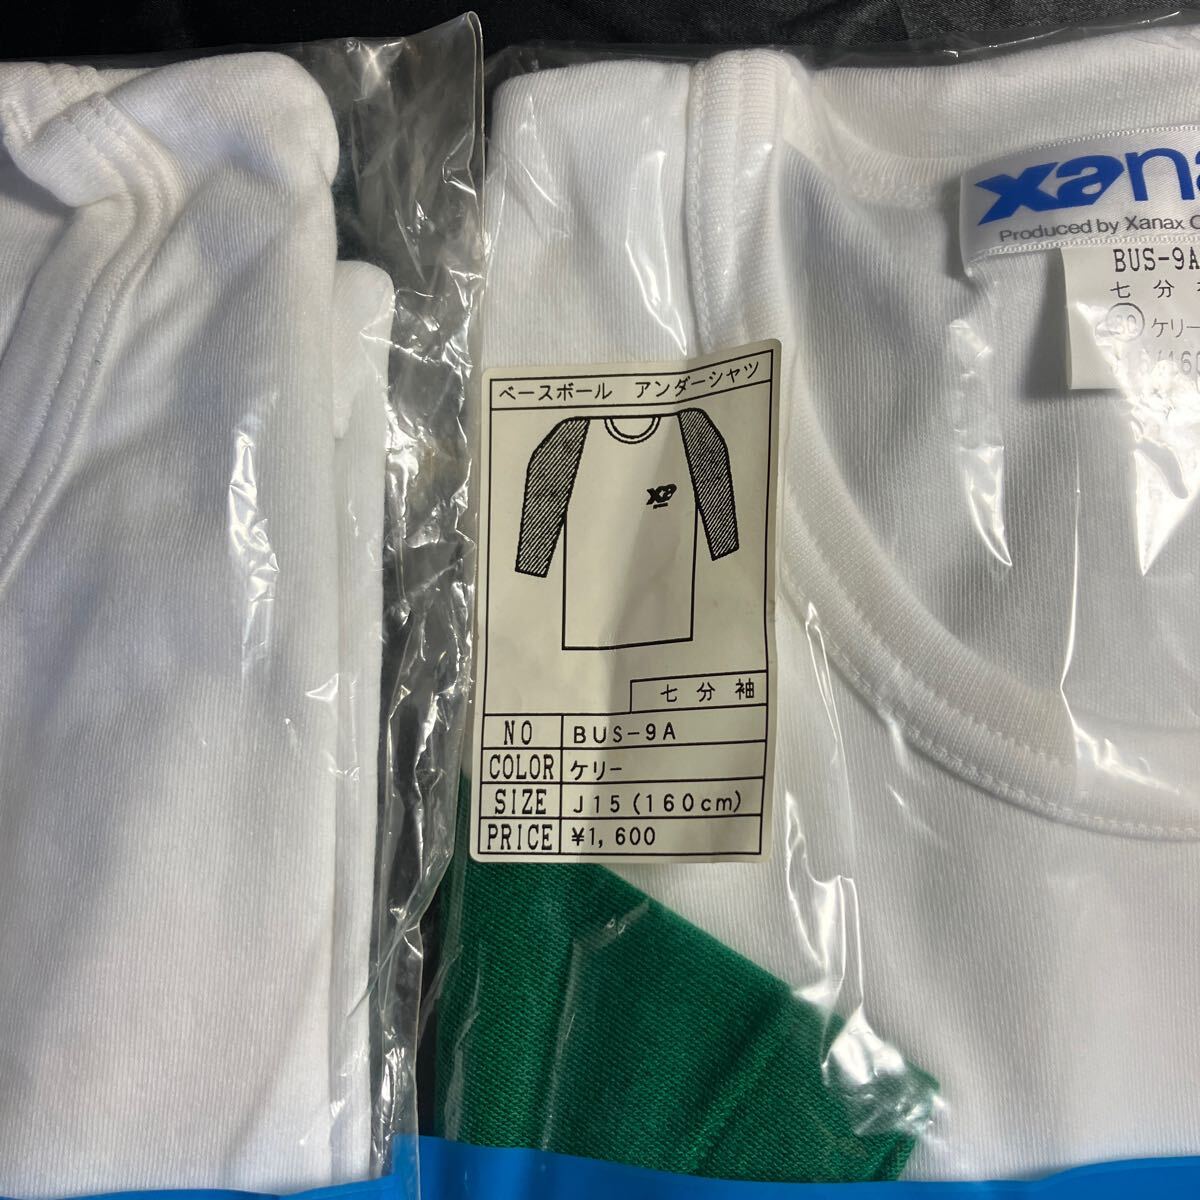 xana
Produced by Xanax C
BUS-9A
七分
30 ケリー
ベースボール アンダーシャツ
XA
七分袖
NO BUS-9A
COLOR ケリー
SIZE J15(160cm)
PRICE ¥1,600